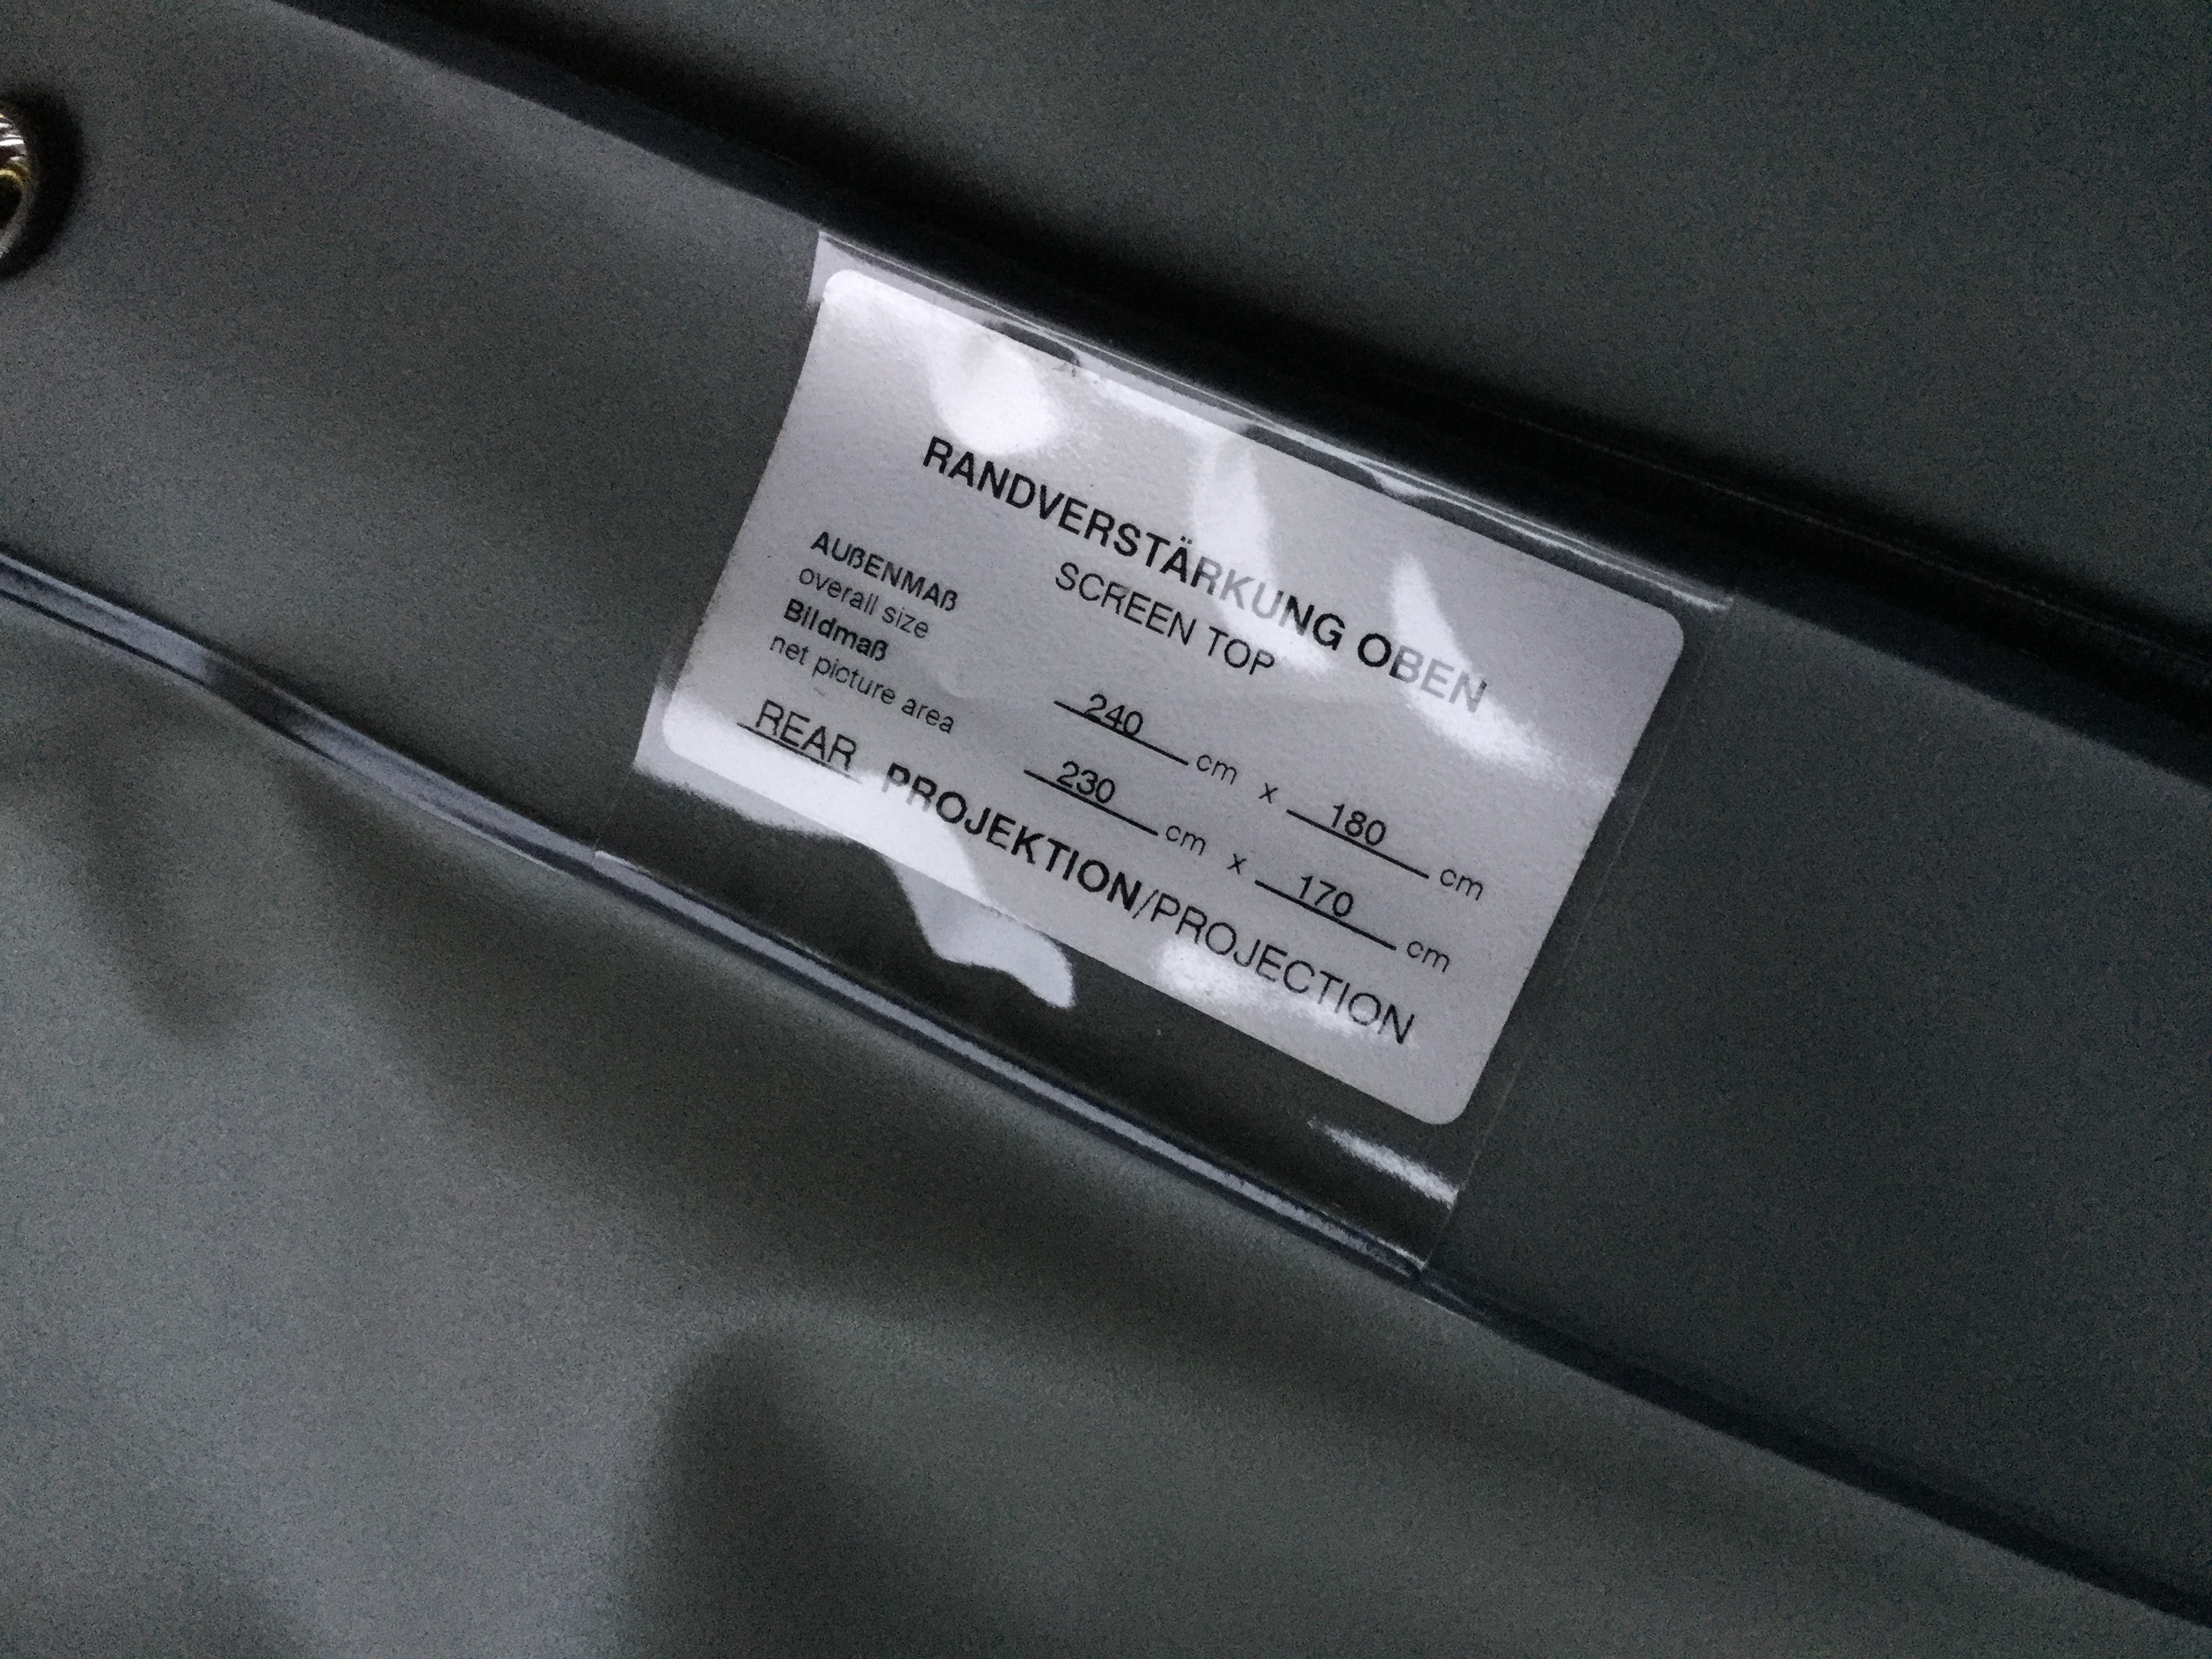 RANDVERSTÄRKUNG OBEN
SCREEN TOP
AUßENMAß
overall size 240 cm x 180 cm
Bildmaß
net picture area 230 cm x 170 cm
REAR PROJEKTION/PROJECTION